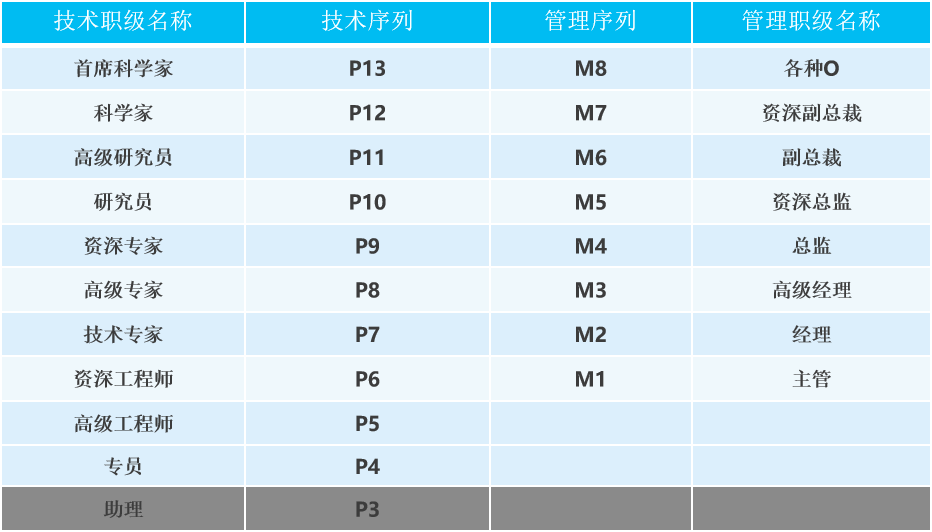 技术职级名称 技术序列 管理序列 管理职级名称
首席科学家 P13 M8 各种O
科学家 P12 M7 资深副总裁
高级研究员 P11 M6 副总裁
研究员 P10 M5 资深总监
资深专家 P9 M4 总监
高级专家 P8 M3 高级经理
技术专家 P7 M2 经理
资深工程师 P6 M1 主管
高级工程师 P5
专员 P4
助理 P3